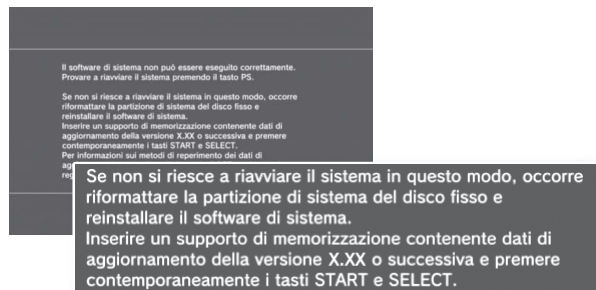 Il software di sistema non può essere eseguito correttamente.
Provare a riavviare il sistema premendo il tasto PS.
Se non si riesce a riavviare il sistema in questo modo, occorre
riformattare la partizione di sistema del disco fisso e
reinstallare il software di sistema.
Inserire un supporto di memorizzazione contenente dati di
aggiornamento della versione X.XX o successiva e premere
contemporaneamente i tasti START e SELECT.
Per informazioni sui metodi di reperimento dei dati di
Se non si riesce a riavviare il sistema in questo modo, occorre
riformattare la partizione di sistema del disco fisso e
reinstallare il software di sistema.
Inserire un supporto di memorizzazione contenente dati di
aggiornamento della versione X.XX o successiva e premere
contemporaneamente i tasti START e SELECT.